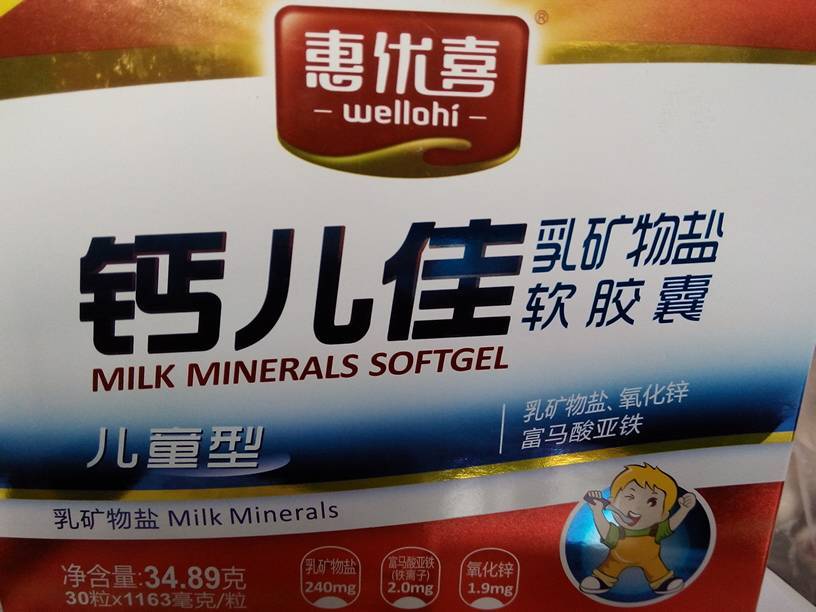 惠优喜
®
wellohi
钙儿佳
乳矿物盐
软胶囊
MILK MINERALS SOFTGEL
儿童型
乳矿物盐、氧化锌
富马酸亚铁
乳矿物盐 Milk Minerals
净含量:34.89克
30粒x1163毫克/粒
乳矿物盐
240mg
富马酸亚铁
(铁离子)
2.0mg
氧化锌
1.9mg